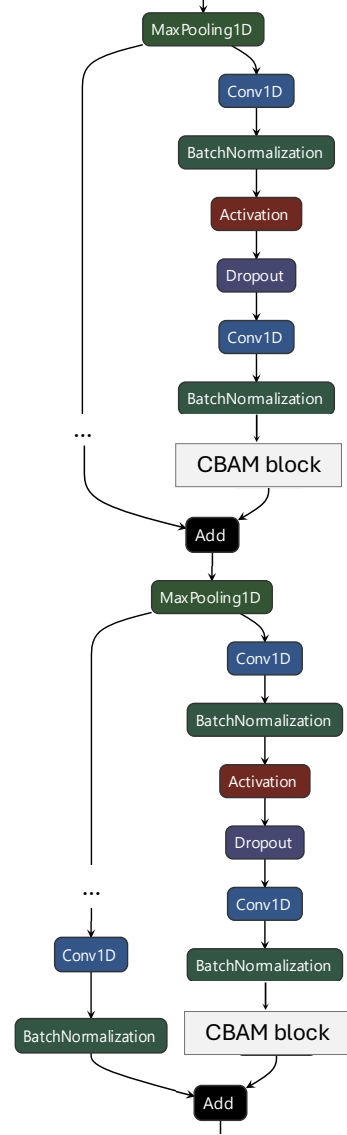 MaxPooling1D
Conv1D
BatchNormalization
Activation
Dropout
Conv1D
BatchNormalization
...
CBAM block
Add
MaxPooling1D
Conv1D
BatchNormalization
Activation
Dropout
...
Conv1D
Conv1D
BatchNormalization
BatchNormalization
CBAM block
Add